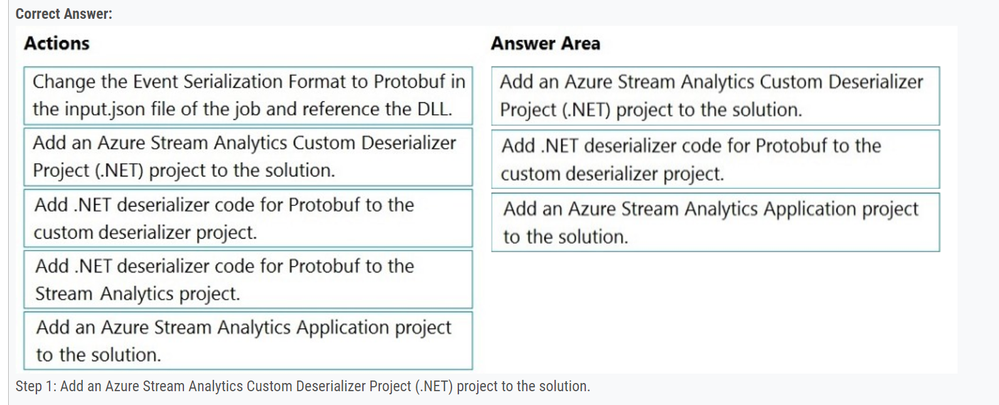 Correct Answer:
Actions
Change the Event Serialization Format to Protobuf in
the input.json file of the job and reference the DLL.
Add an Azure Stream Analytics Custom Deserializer
Project (.NET) project to the solution.
Add .NET deserializer code for Protobuf to the
custom deserializer project.
Add .NET deserializer code for Protobuf to the
Stream Analytics project.
Add an Azure Stream Analytics Application project
to the solution.
Answer Area
Add an Azure Stream Analytics Custom Deserializer
Project (.NET) project to the solution.
Add .NET deserializer code for Protobuf to the
custom deserializer project.
Add an Azure Stream Analytics Application project
to the solution.
Step 1: Add an Azure Stream Analytics Custom Deserializer Project (.NET) project to the solution.